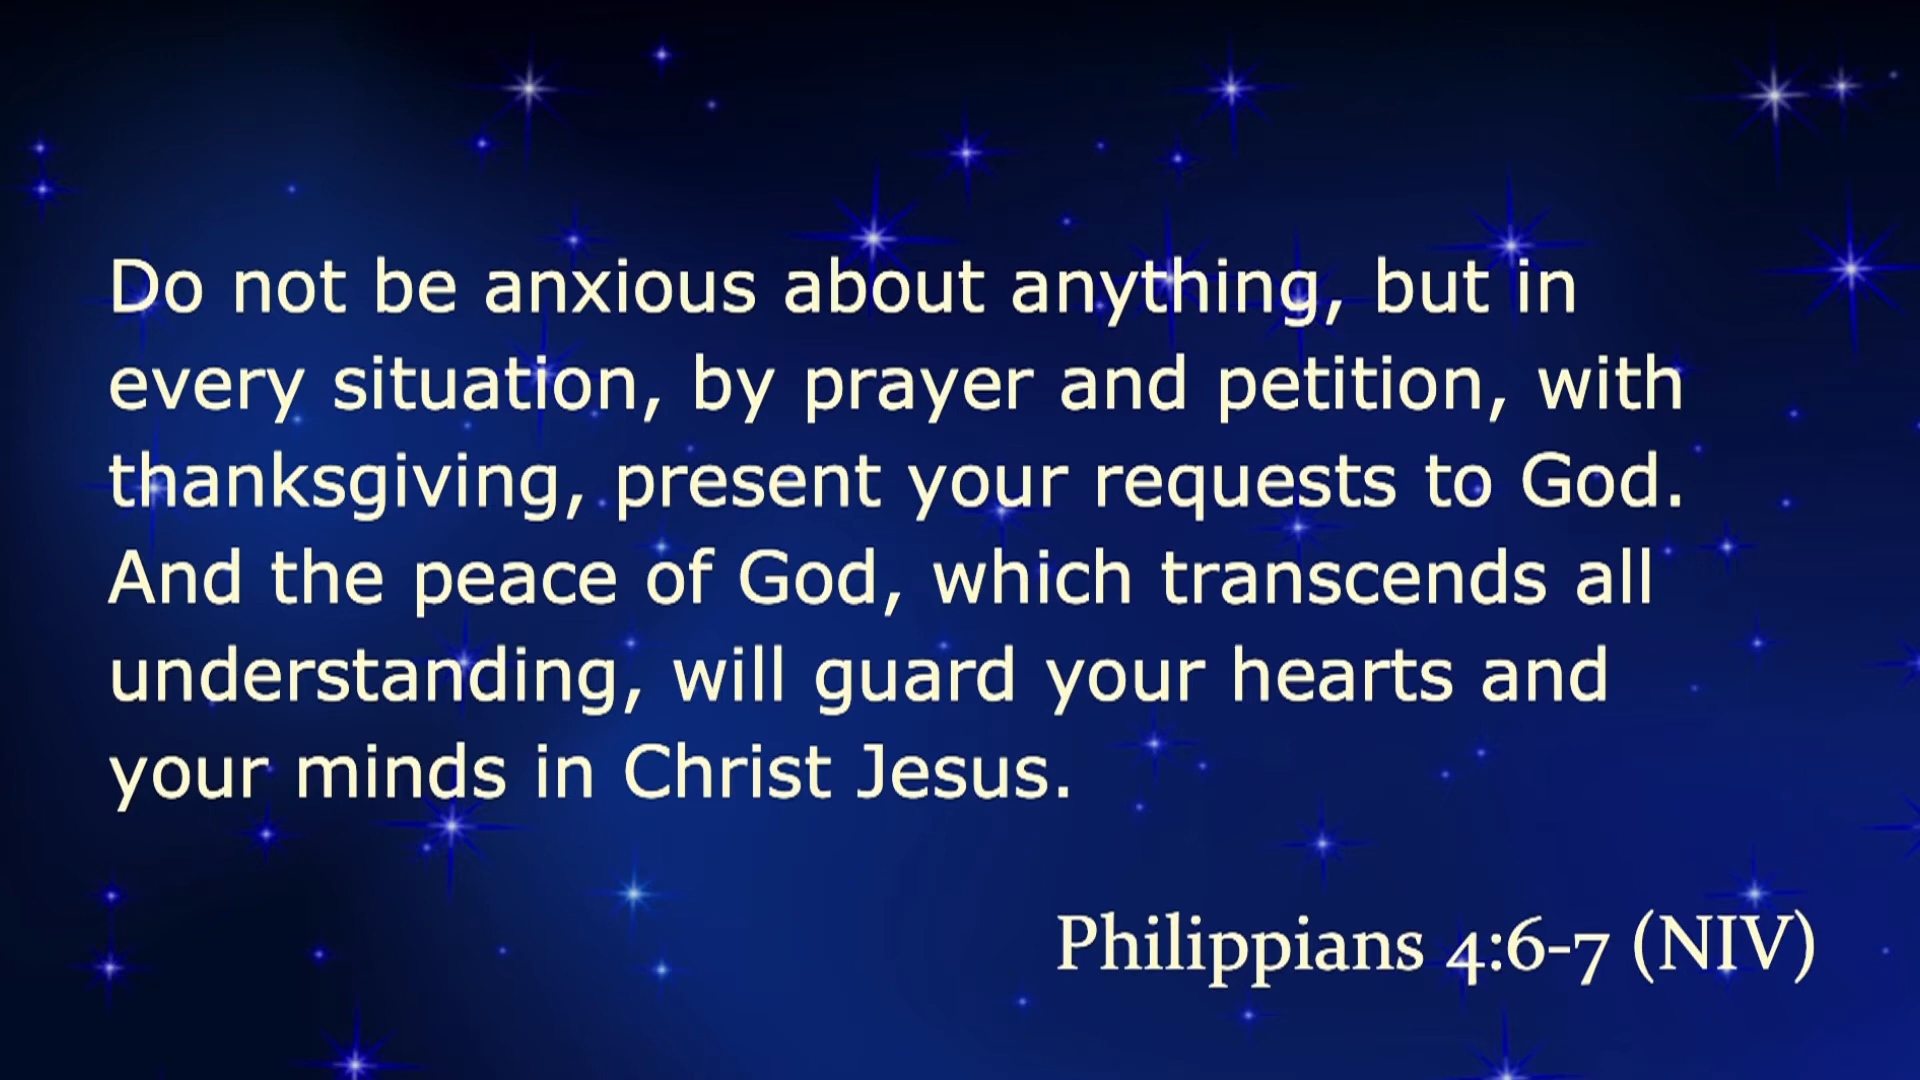 Do not be anxious about anything, but in
every situation, by prayer and petition, with
thanksgiving, present your requests to God.
And the peace of God, which transcends all
understanding, will guard your hearts and
your minds in Christ Jesus.
Philippians 4:6-7 (NIV)